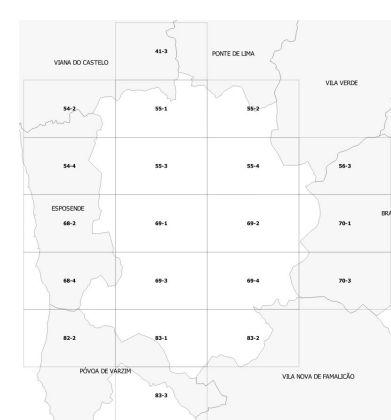 41-3
PONTE DE LIMA
VIANA DO CASTELO
VILA VERDE
54-2
55-1
55-2
54-4
55-3
55-4
56-3
ESPOSENDE
BRA
68-2
69-1
69-2
70-1
68-4
69-3
69-4
70-3
82-2
83-1
83-2
PÓVOA DE VARZIM
VILA NOVA DE FAMALICÃO
83-3